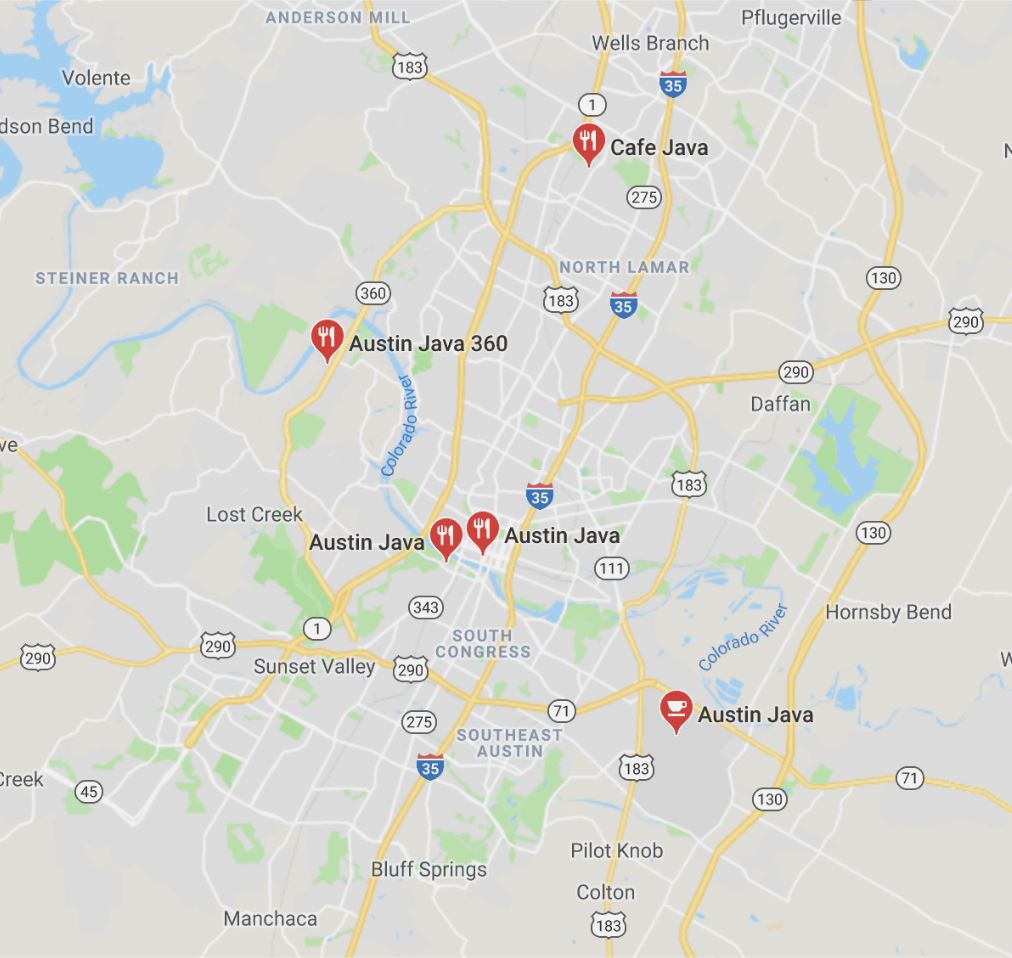 ANDERSON MILL
Pflugerville
Wells Branch
183
Volente
35
1
dson Bend
Cafe Java
275
STEINER RANCH
NORTH LAMAR
130
360
183
35
290
Austin Java 360
290
Colorado River
Daffan
ve
183
35
Lost Creek
130
Austin Java
Austin Java
111
343
Hornsby Bend
1
Colorado River
SOUTH
CONGRESS
290
290
Sunset Valley
290
W
71
Austin Java
275
SOUTHEAST
AUSTIN
35
183
Creek
71
45
130
Pilot Knob
Bluff Springs
Colton
Manchaca
183